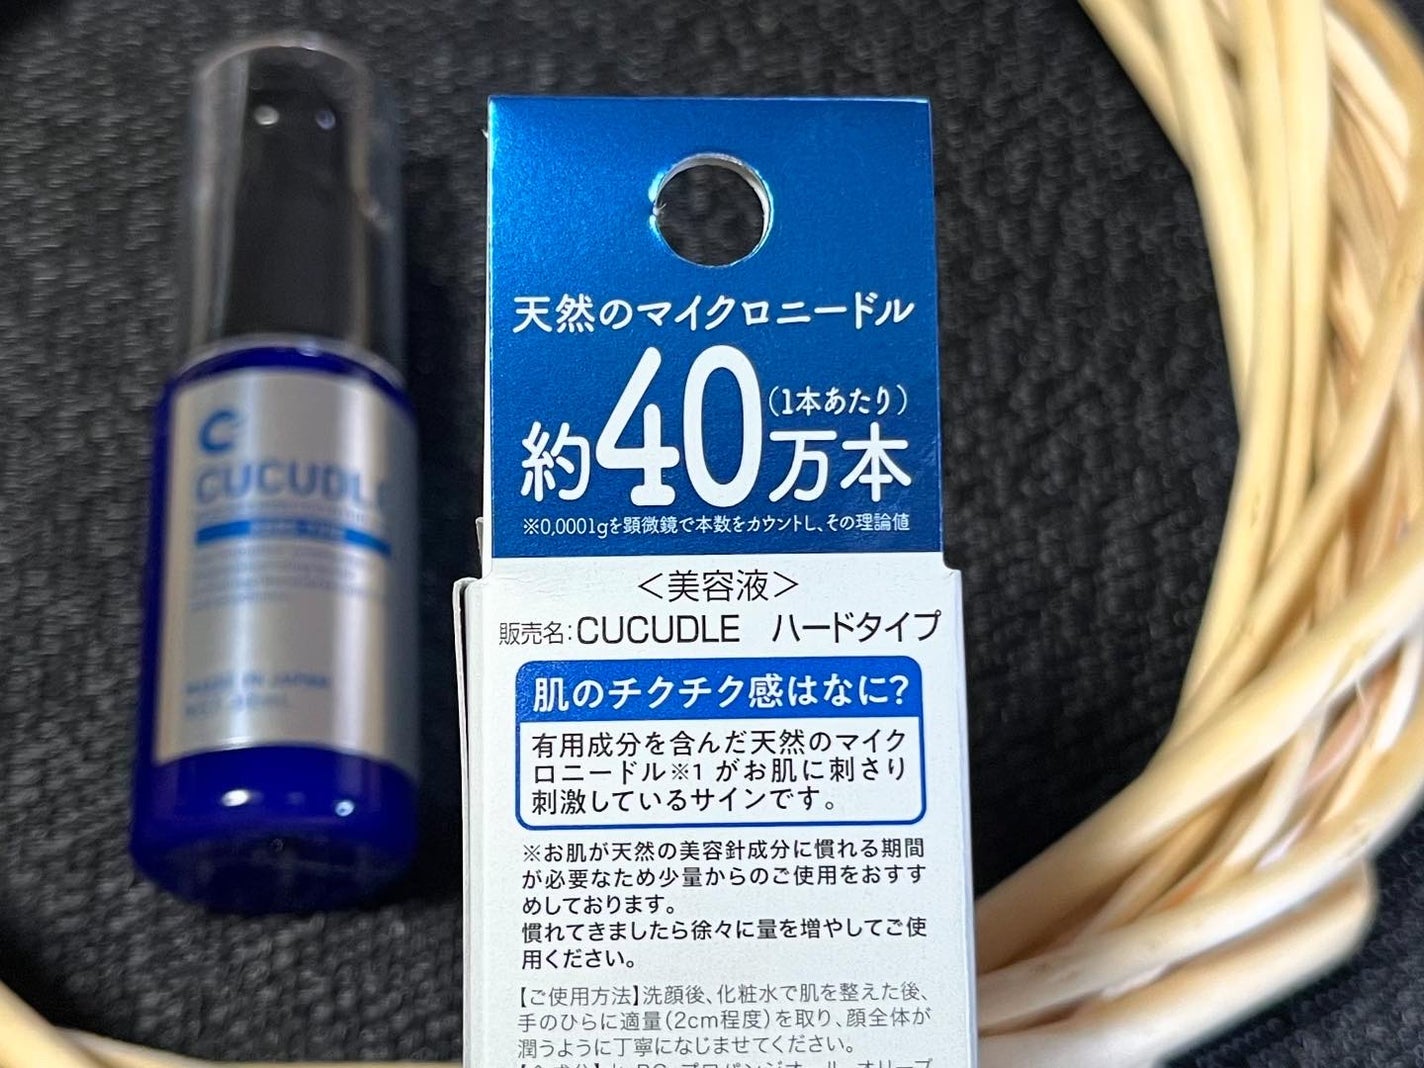 CUCUDL
天然のマイクロニードル
約40万本(1本あたり)
※0,0001gを顕微鏡で本数をカウントし、その理論値
＜美容液＞
販売名:CUCUDLE ハードタイプ
肌のチクチク感はなに?
有用成分を含んだ天然のマイク
ロニードル※1がお肌に刺さり
刺激しているサインです。
※お肌が天然の美容針成分に慣れる期間
が必要なため少量からのご使用をおすす
めしております。
慣れてきましたら徐々に量を増やしてご使
用ください。
【ご使用方法】洗顔後、化粧水で肌を整えた後、
手のひらに適量(2cm程度)を取り、顔全体が
潤うように丁寧になじませてください。